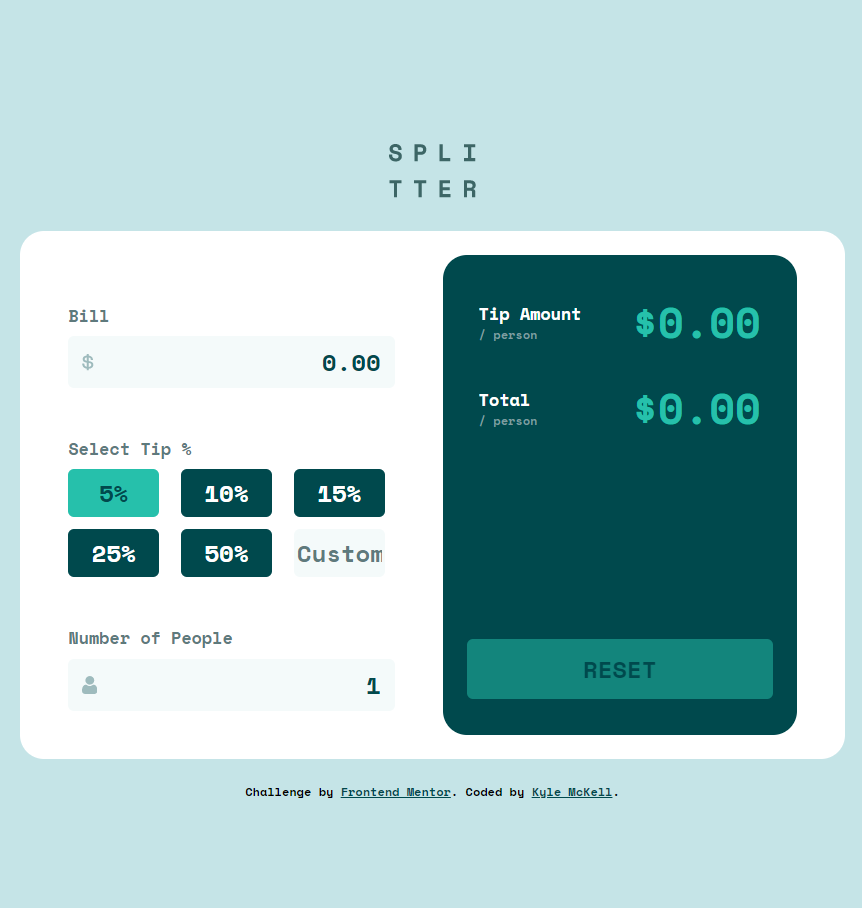 SPLI
TTER
Bill
$ 0.00
Select Tip %
5% 10% 15%
25% 50% Custom
Number of People
1
Tip Amount
/ person
$0.00
Total
/ person
$0.00
RESET
Challenge by Frontend Mentor. Coded by Kyle McKell.